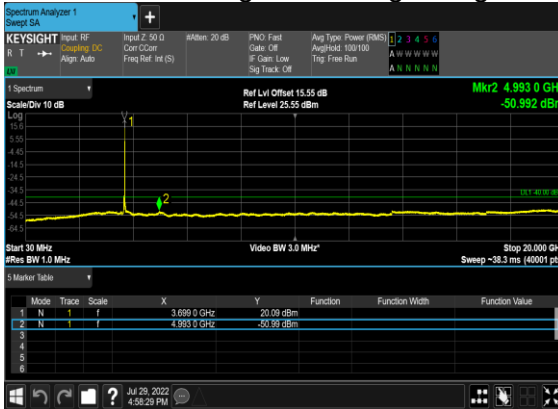 Spectrum Analyzer 1
Swept SA
+
KEYSIGHT Input: RF Input Z: 50 Ω #Atten: 20 dB PNO: Fast Avg Type: Power (RMS) 1 2 3 4 5 6
R T Coupling: DC Corr CCorr Gate: Off Avg|Hold: 100/100 A W W W W W
Align: Auto Freq Ref: Int (S) IF Gain: Low Trig: Free Run
Sig Track: Off A N N N N N
1 Spectrum Ref Lvl Offset 15.55 dB Mkr2 4.993 0 GH
Scale/Div 10 dB Ref Level 25.55 dBm -50.992 dBr
Log
15.6
5.55
-4.45
-14.5
-24.5
-34.5
-44.5
-54.5
-64.5
1
2
DL1 -40.00 dB
Start 30 MHz Video BW 3.0 MHz* Stop 20.000 GH
#Res BW 1.0 MHz Sweep ~38.3 ms (40001 pt
5 Marker Table
Mode Trace Scale X Y Function Function Width Function Value
1 N 1 f 3.699 0 GHz 20.09 dBm
2 N 1 f 4.993 0 GHz -50.99 dBm
3
4
5
6
? Jul 29, 2022
4:58:29 PM